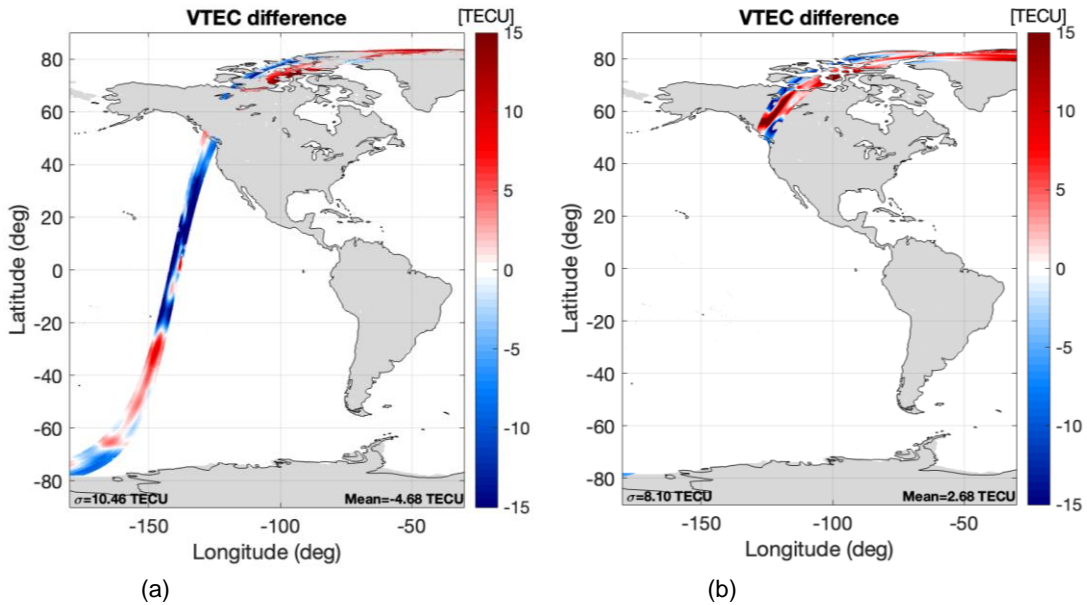 VTEC difference
[TECU]
80
60
40
20
0
-20
-40
-60
-80
Latitude (deg)
σ=10.46 TECU
Mean=-4.68 TECU
-150
-100
-50
Longitude (deg)
15
10
5
0
-5
-10
-15
(a)
VTEC difference
[TECU]
80
60
40
20
0
-20
-40
-60
-80
Latitude (deg)
σ=8.10 TECU
Mean=2.68 TECU
-150
-100
-50
Longitude (deg)
15
10
5
0
-5
-10
-15
(b)